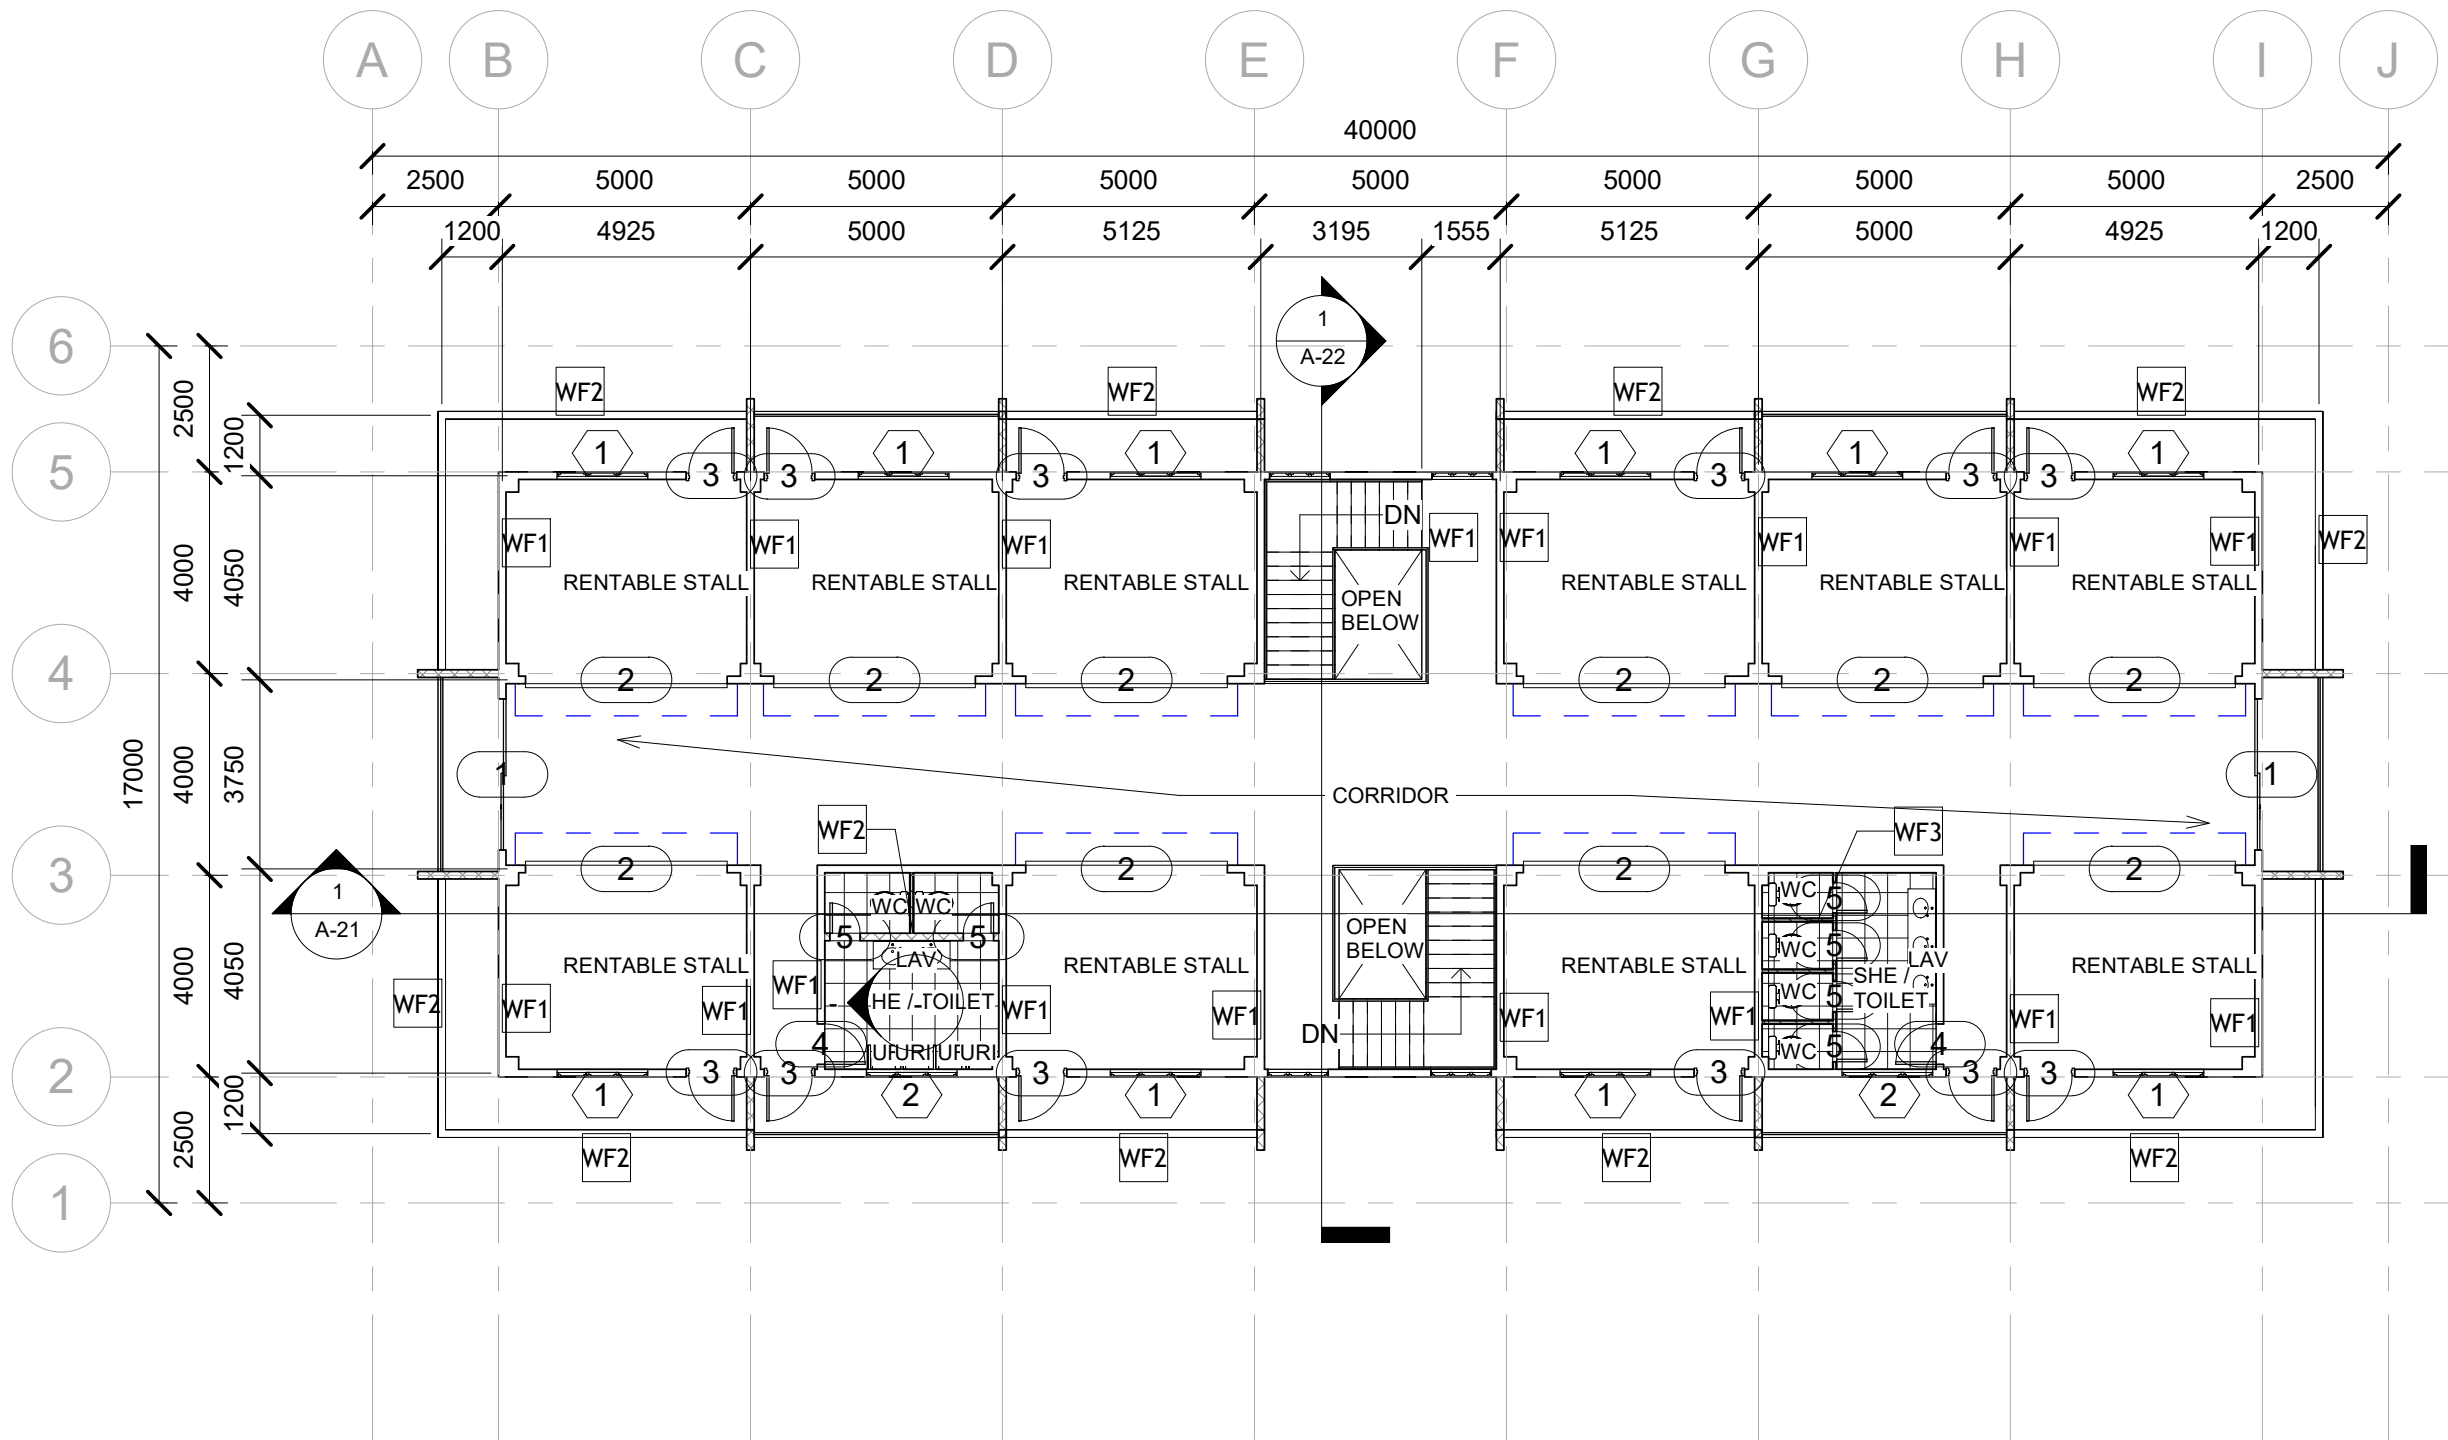 A B C D E F G H I J
40000
2500 5000 5000 5000 5000 5000 5000 5000 2500
1200 4925 5000 5125 3195 1555 5125 5000 4925 1200
6
1
A-22
2500
WF2 WF2 WF2 WF2
1200
1 1 1 1 1 1
5
3 3 3 3 3 3
DN
WF1 WF1 WF1 WF1 WF1 WF1 WF1 WF1 WF2
4000
4050
RENTABLE STALL RENTABLE STALL RENTABLE STALL RENTABLE STALL RENTABLE STALL RENTABLE STALL
OPEN
BELOW
4
2 2 2 2 2 2
17000
4000
3750
1 1
CORRIDOR
WF2 WF3
3
2 2 2 2
1
A-21
WC WC
WC 5
OPEN
BELOW
5 5
WC 5
LAV
LAV
4000
4050
RENTABLE STALL RENTABLE STALL RENTABLE STALL RENTABLE STALL
SHE /
TOILET
WC 5
WF2 WF1 WF1 WF1 WF1 WF1 WF1 WF1 WF1 WF1
HE / TOILET
DN
4
WC 5 4
URI URI
2
3 3 3 3 3 3
1200
1 2 1 1 2 1
2500
WF2 WF2 WF2 WF2
1